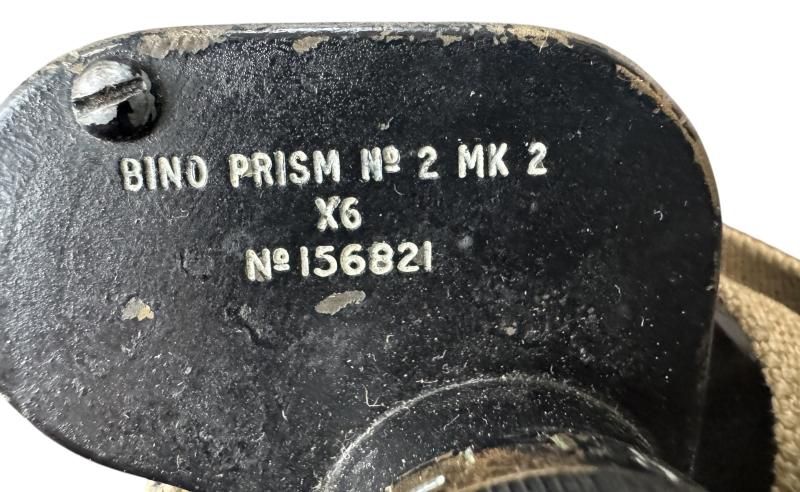 BINO PRISM Nº 2 MK 2
X6
Nº 156821